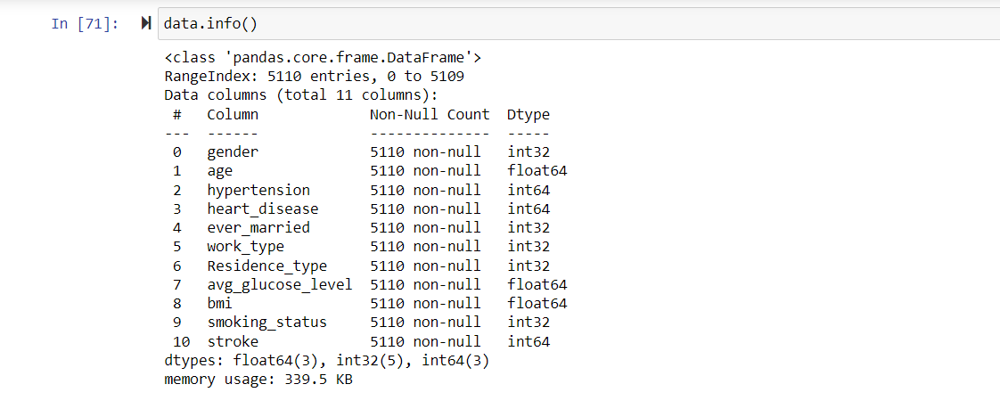 In [71]: data.info()
<class 'pandas.core.frame.DataFrame'>
RangeIndex: 5110 entries, 0 to 5109
Data columns (total 11 columns):
 #   Column             Non-Null Count  Dtype
---  ------             --------------  -----
 0   gender             5110 non-null   int32
 1   age                5110 non-null   float64
 2   hypertension       5110 non-null   int64
 3   heart_disease      5110 non-null   int64
 4   ever_married       5110 non-null   int32
 5   work_type          5110 non-null   int32
 6   Residence_type     5110 non-null   int32
 7   avg_glucose_level  5110 non-null   float64
 8   bmi                5110 non-null   float64
 9   smoking_status     5110 non-null   int32
 10  stroke             5110 non-null   int64
dtypes: float64(3), int32(5), int64(3)
memory usage: 339.5 KB